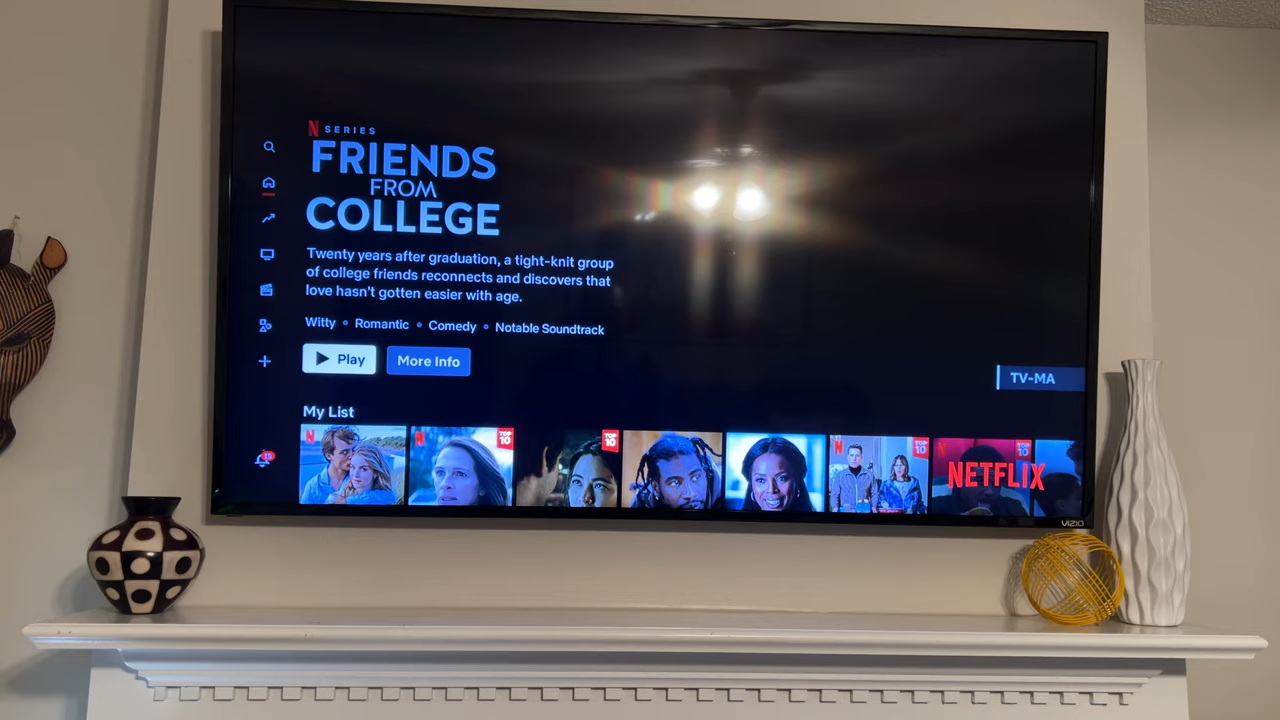 N SERIES
FRIENDS
FROM
COLLEGE
Twenty years after graduation, a tight-knit group
of college friends reconnects and discovers that
love hasn't gotten easier with age.
Witty • Romantic • Comedy • Notable Soundtrack
Play
More Info
TV-MA
My List
15
N
N
TOP
10
TOP
10
N
TOP
10
N
TOP
10
NETFLIX
VIZIO